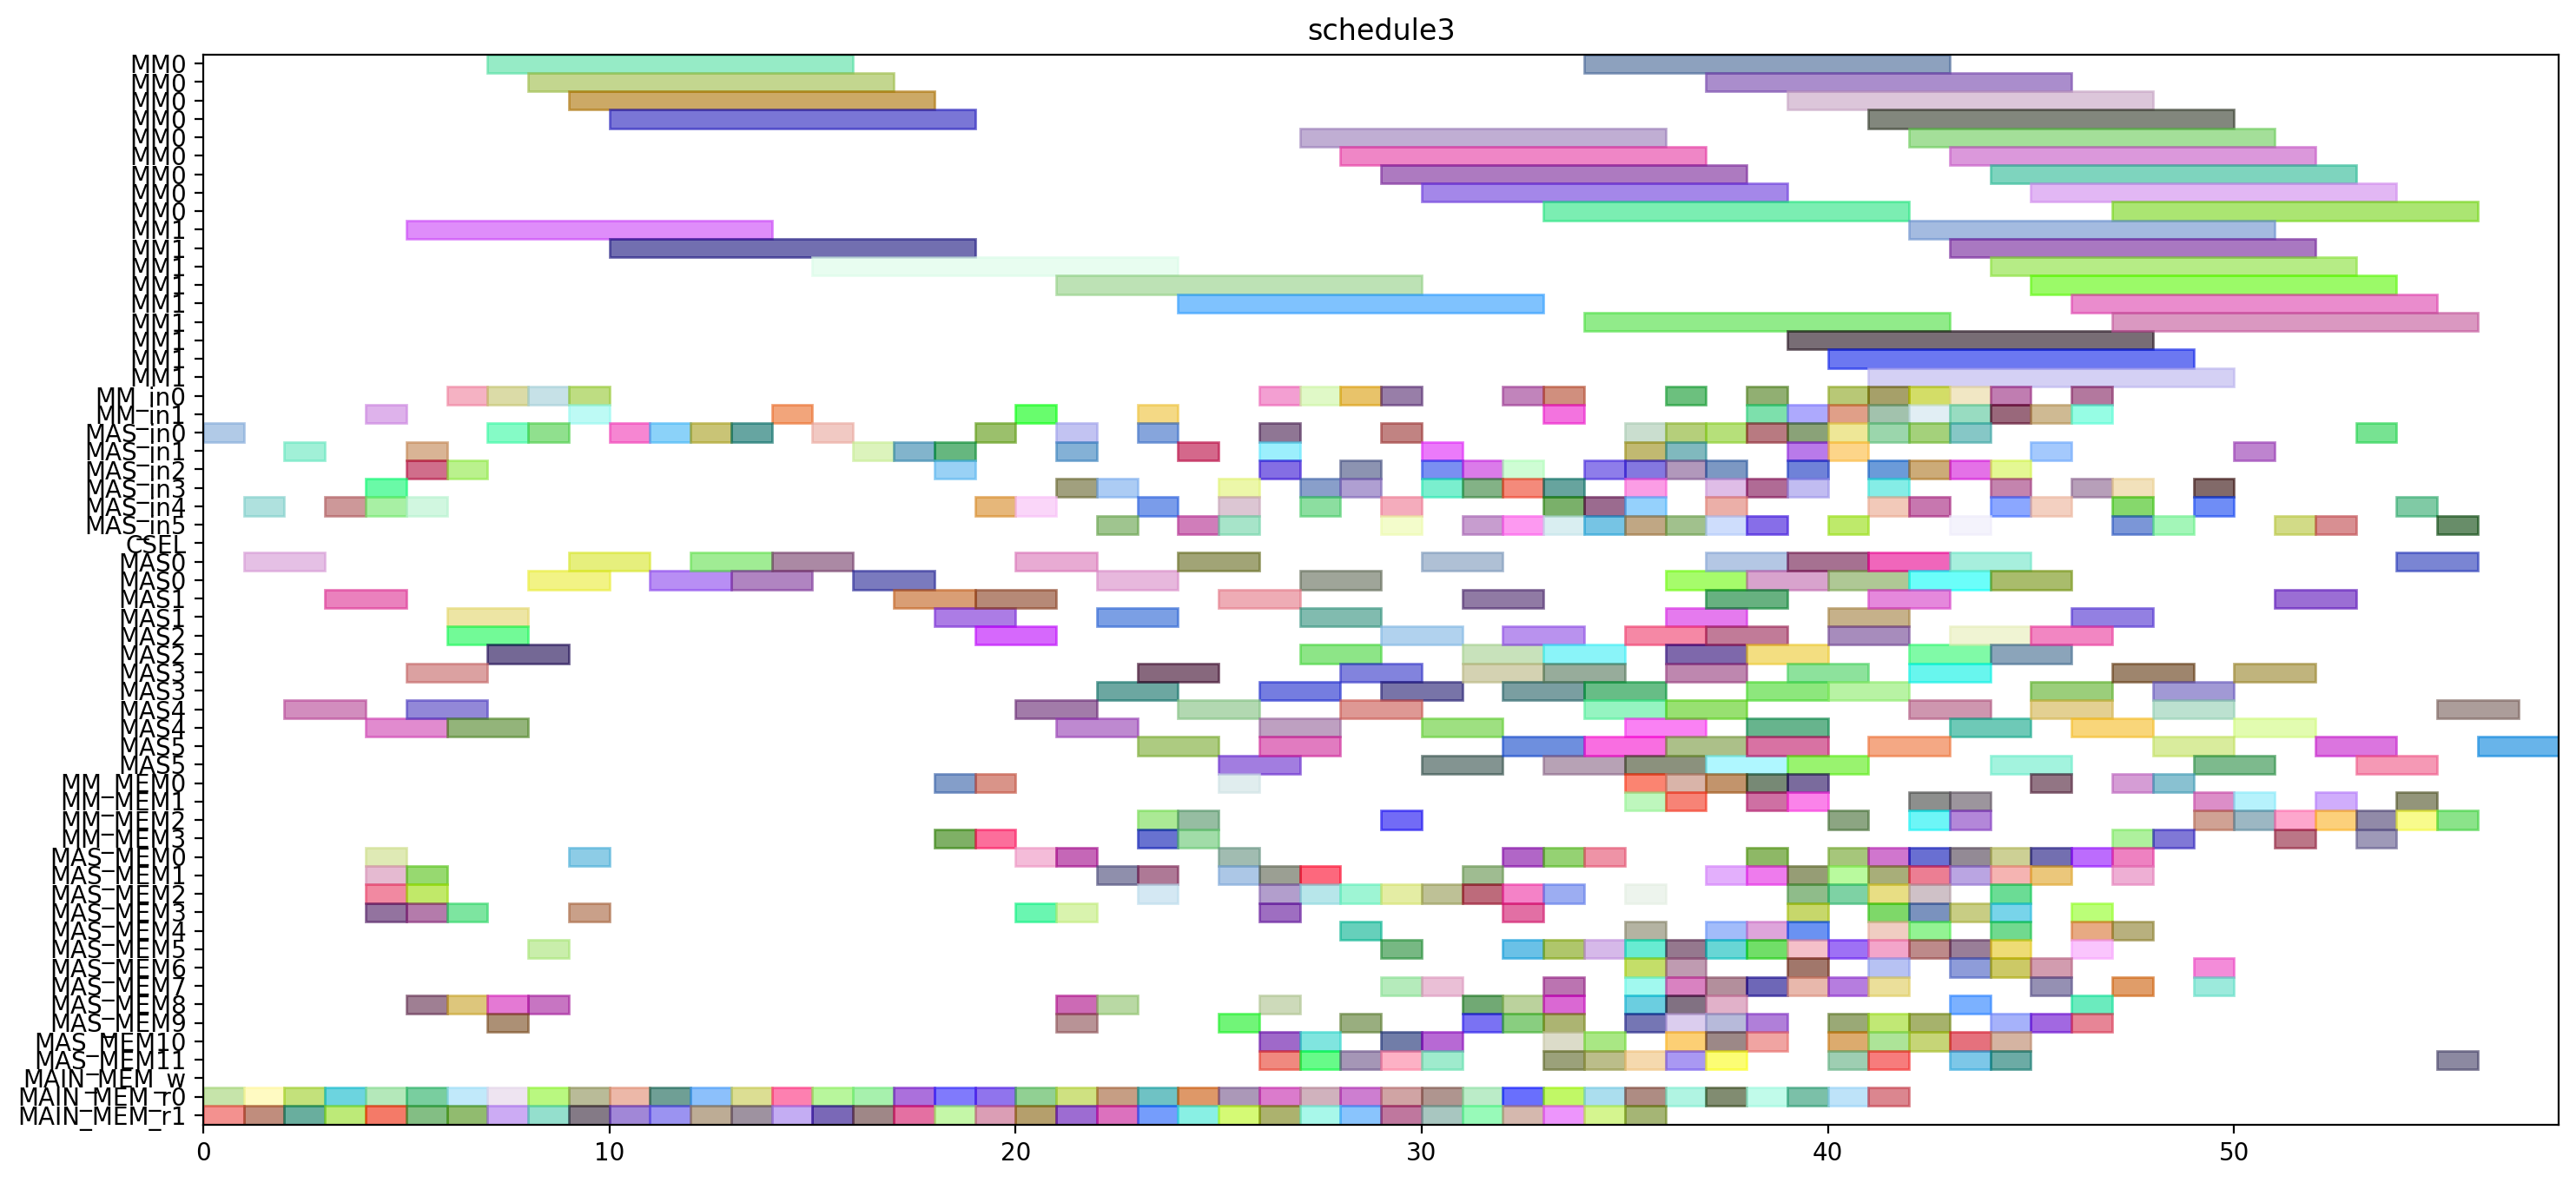 schedule3
MM0
MM0
MM0
MM0
MM0
MM0
MM0
MM0
MM0
MM1
MM1
MM1
MM1
MM1
MM1
MM1
MM1
MM1
MM_in0
MM_in1
MAS_in0
MAS_in1
MAS_in2
MAS_in3
MAS_in4
MAS_in5
CSEL
MAS0
MAS0
MAS1
MAS1
MAS2
MAS2
MAS3
MAS3
MAS4
MAS4
MAS5
MAS5
MM_MEM0
MM_MEM1
MM_MEM2
MM_MEM3
MAS_MEM0
MAS_MEM1
MAS_MEM2
MAS_MEM3
MAS_MEM4
MAS_MEM5
MAS_MEM6
MAS_MEM7
MAS_MEM8
MAS_MEM9
MAS_MEM10
MAS_MEM11
MAIN_MEM_w
MAIN_MEM_r0
MAIN_MEM_r1
0 10 20 30 40 50